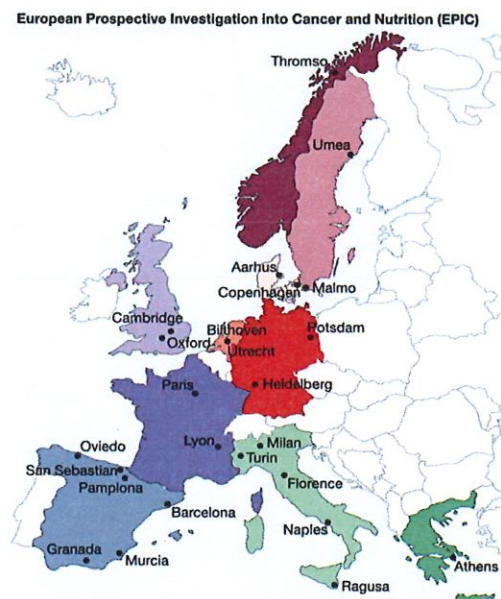 European Prospective Investigation into Cancer and Nutrition (EPIC)
Thromso
Umea
Aarhus
Copenhagen
Malmo
Cambridge
Oxford
Bilthoven
Utrecht
Potsdam
Paris
Heidelberg
Lyon
Milan
Turin
Oviedo
San Sebastian
Pamplona
Florence
Barcelona
Naples
Granada
Murcia
Athens
Ragusa